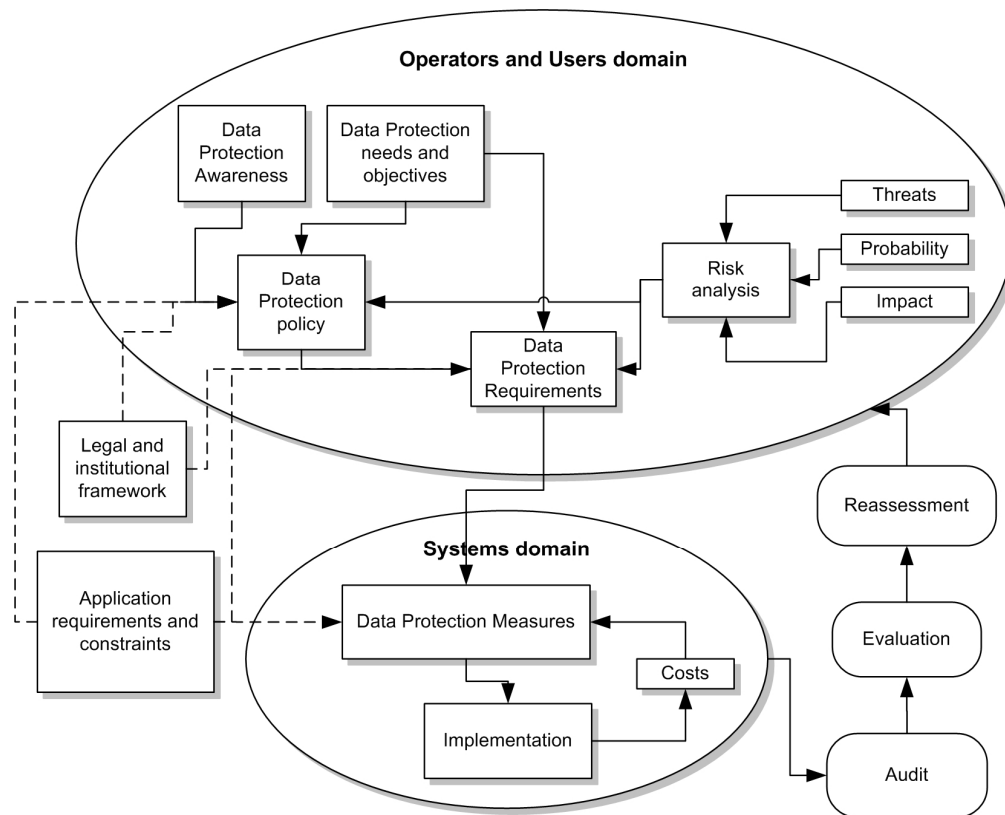 Operators and Users domain
Data
Protection
Awareness
Data Protection
needs and
objectives
Threats
Probability
Impact
Risk
analysis
Data
Protection
policy
Data
Protection
Requirements
Legal and
institutional
framework
Application
requirements and
constraints
Systems domain
Data Protection Measures
Costs
Implementation
Reassessment
Evaluation
Audit